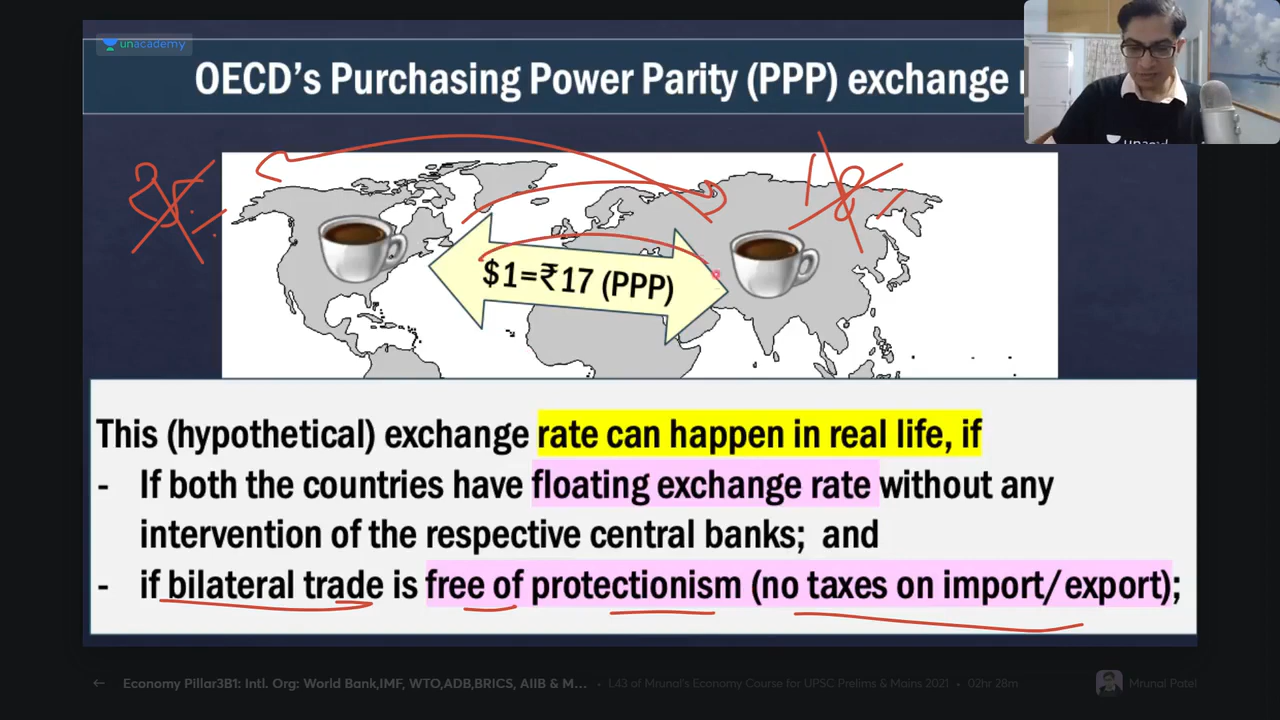 unacademy
OECD's Purchasing Power Parity (PPP) exchange
$1=₹17 (PPP)
This (hypothetical) exchange rate can happen in real life, if
- If both the countries have floating exchange rate without any
intervention of the respective central banks; and
- if bilateral trade is free of protectionism (no taxes on import/export);
← Economy Pillar3B1: Intl. Org: World Bank,IMF, WTO,ADB,BRICS, AIIB & M... • L43 of Mrunal's Economy Course for UPSC Prelims & Mains 2021 • 02hr 28m
Mrunal Patel